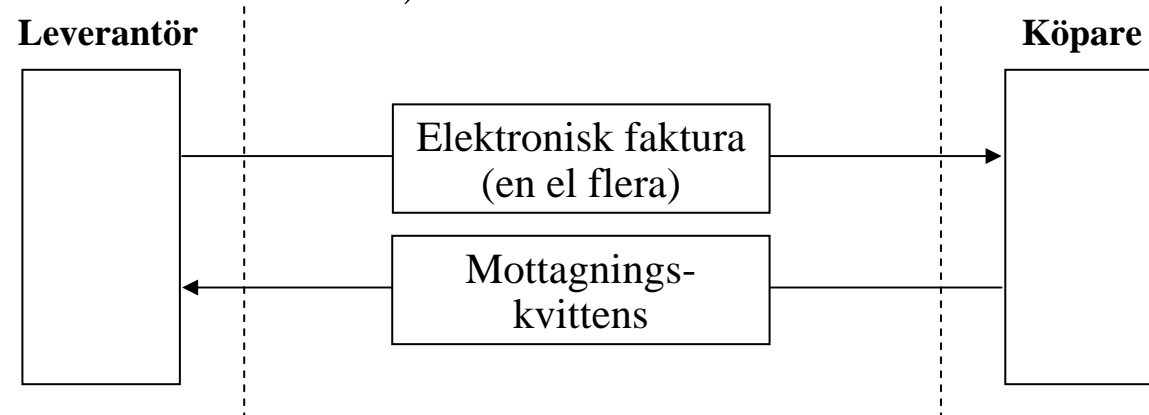 Leverantör
Köpare
Elektronisk faktura
(en el flera)
Mottagnings-
kvittens